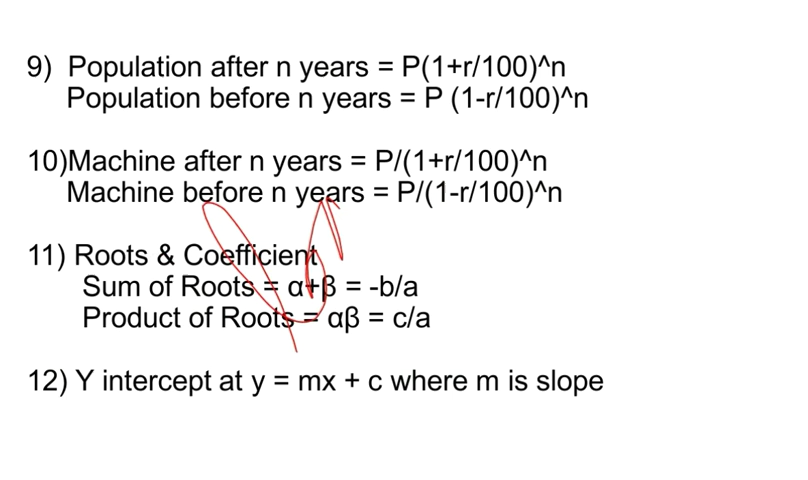 9) Population after n years = P(1+r/100)^n
Population before n years = P (1-r/100)^n
10)Machine after n years = P/(1+r/100)^n
Machine before n years = P/(1-r/100)^n
11) Roots & Coefficient
Sum of Roots = α+β = -b/a
Product of Roots = αβ = c/a
12) Y intercept at y = mx + c where m is slope